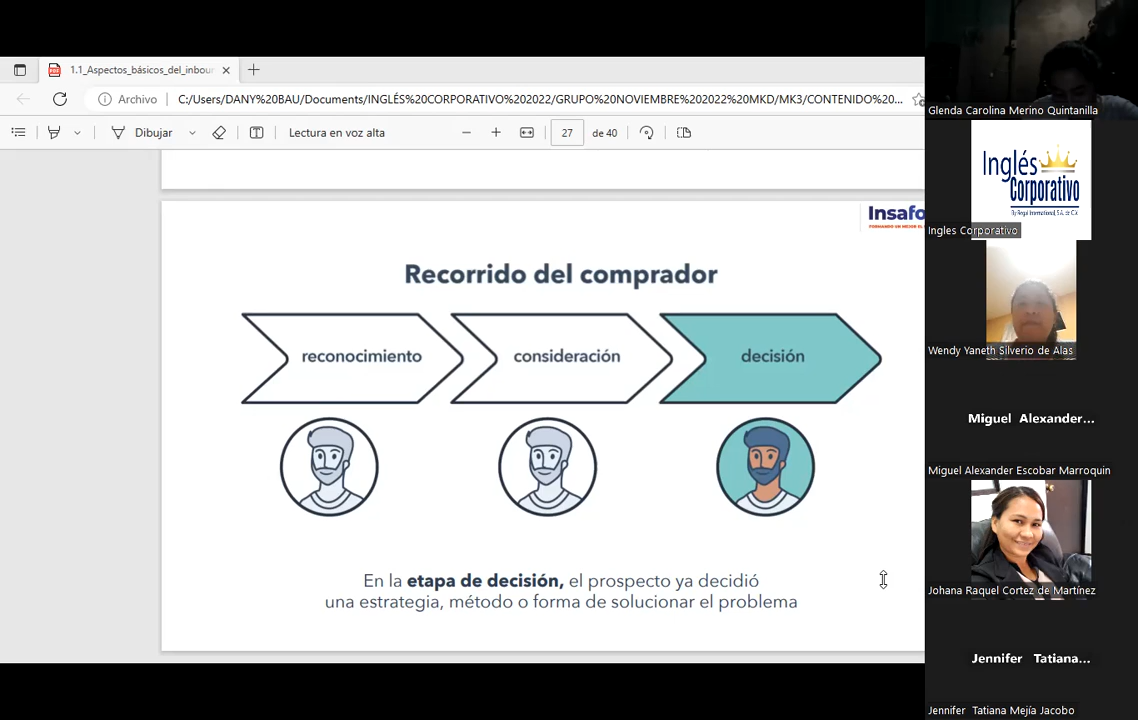 1.1_Aspectos_básicos_del_inbour
Archivo
C:/Users/DANY%20BAU/Documents/INGLÉS%20CORPORATIVO%202022/GRUPO%20NOVIEMBRE%202022%20MKD/MK3/CONTENIDO%20...
Dibujar
Lectura en voz alta
27
de 40
Insafo
Recorrido del comprador
reconocimiento
consideración
decisión
En la etapa de decisión, el prospecto ya decidió
una estrategia, método o forma de solucionar el problema
Glenda Carolina Merino Quintanilla
Inglés
Corporativo
By Regal International, S.A. de C.V.
Ingles Corporativo
Wendy Yaneth Silverio de Alas
Miguel Alexander...
Miguel Alexander Escobar Marroquin
Johana Raquel Cortez de Martínez
Jennifer Tatiana...
Jennifer Tatiana Mejía Jacobo